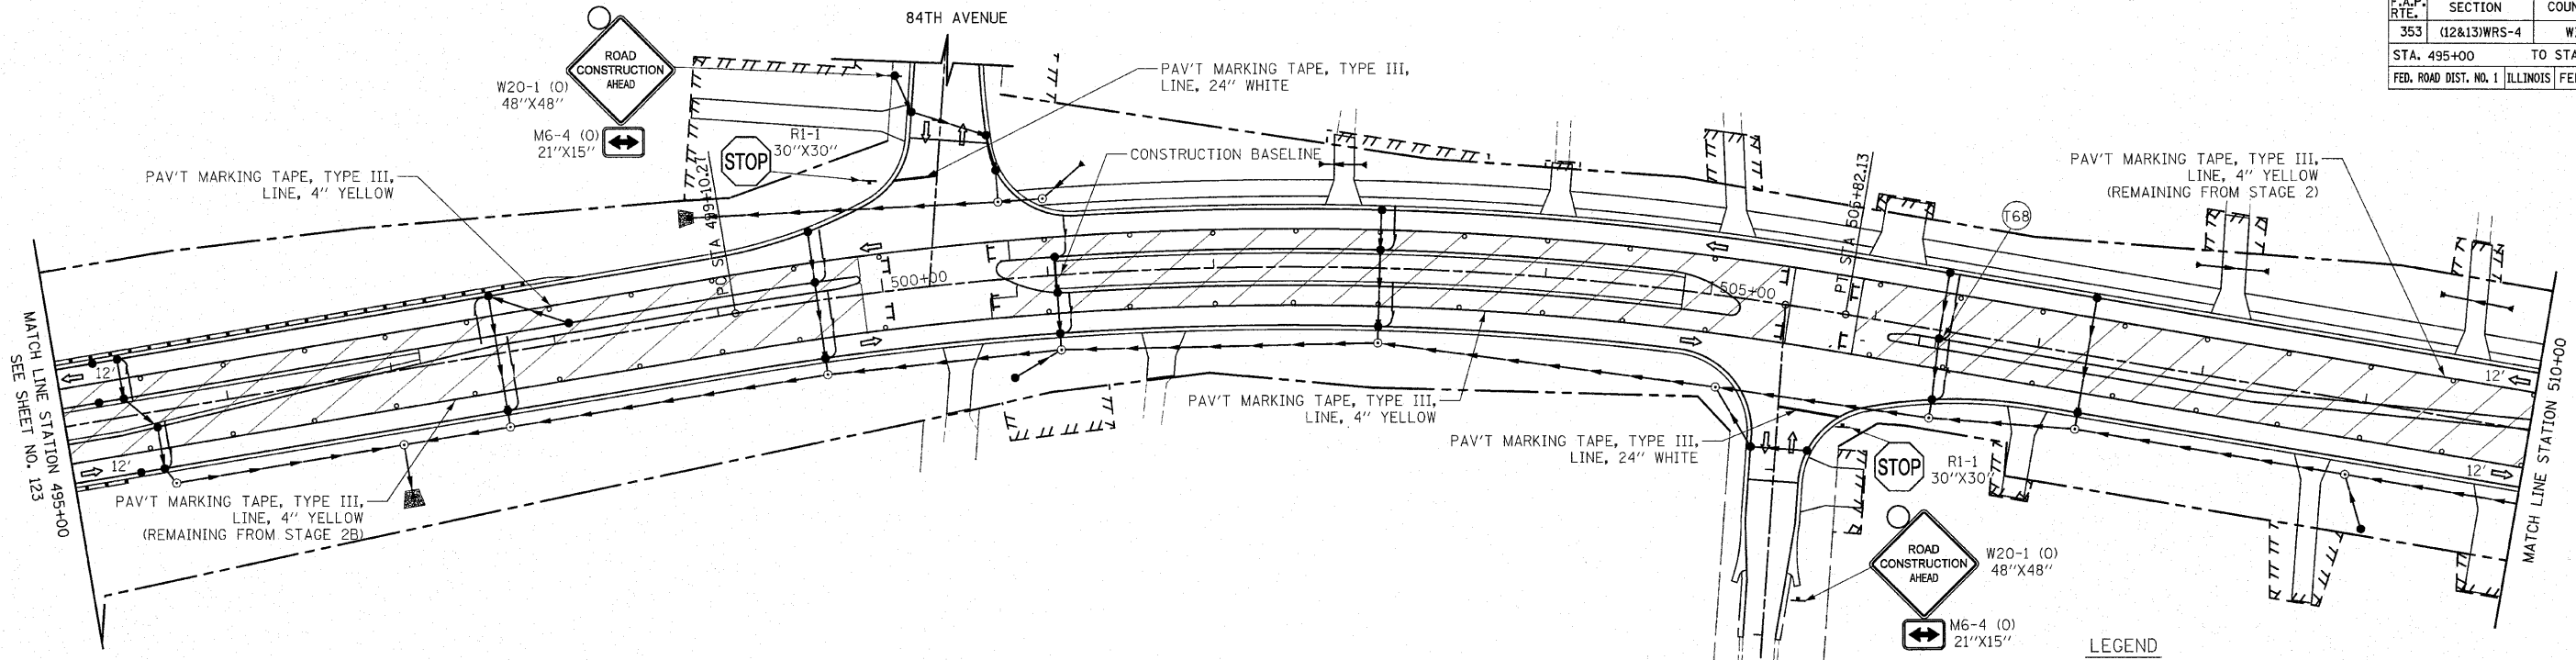 84TH AVENUE
ROAD
CONSTRUCTION
AHEAD
W20-1 (O)
48"X48"
M6-4 (O)
21"X15"
STOP
R1-1
30"X30"
PAV'T MARKING TAPE, TYPE III,
LINE, 24" WHITE
CONSTRUCTION BASELINE
PAV'T MARKING TAPE, TYPE III,
LINE, 4" YELLOW
PAV'T MARKING TAPE, TYPE III,
LINE, 4" YELLOW
(REMAINING FROM STAGE 2)
F.A.P.
RTE.
SECTION
353
(12&13)WRS-4
STA. 495+00
FED. ROAD DIST. NO. 1
ILLINOIS
T68
STA 499+10.21
500+00
505+00
PT STA 505+82.13
MATCH LINE STATION 495+00
SEE SHEET NO. 123
12'
12'
PAV'T MARKING TAPE, TYPE III,
LINE, 4" YELLOW
(REMAINING FROM STAGE 2B)
PAV'T MARKING TAPE, TYPE III,
LINE, 4" YELLOW
PAV'T MARKING TAPE, TYPE III,
LINE, 24" WHITE
STOP
R1-1
30"X30"
ROAD
CONSTRUCTION
AHEAD
W20-1 (O)
48"X48"
M6-4 (O)
21"X15"
12'
12'
MATCH LINE STATION 510+00
LEGEND